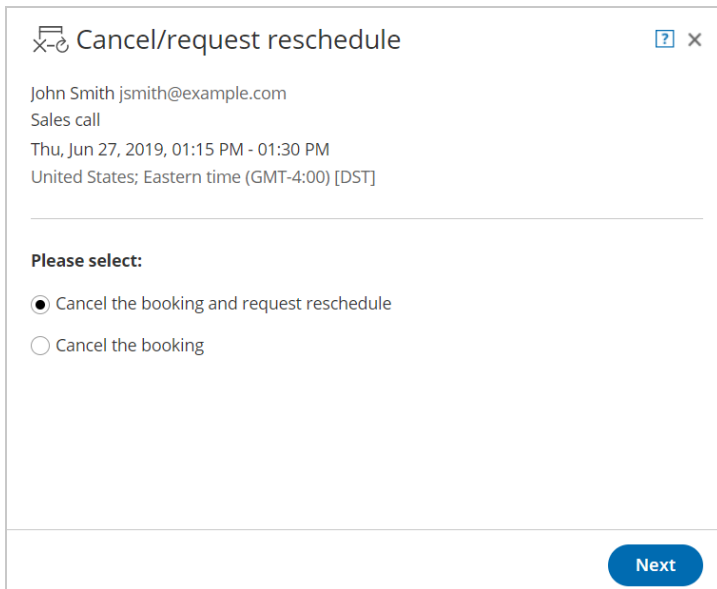 Cancel/request reschedule
?
John Smith jsmith@example.com
Sales call
Thu, Jun 27, 2019, 01:15 PM - 01:30 PM
United States; Eastern time (GMT-4:00) [DST]
Please select:
Cancel the booking and request reschedule
Cancel the booking
Next